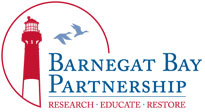 BARNEGAT BAY
PARTNERSHIP
RESEARCH · EDUCATE · RESTORE